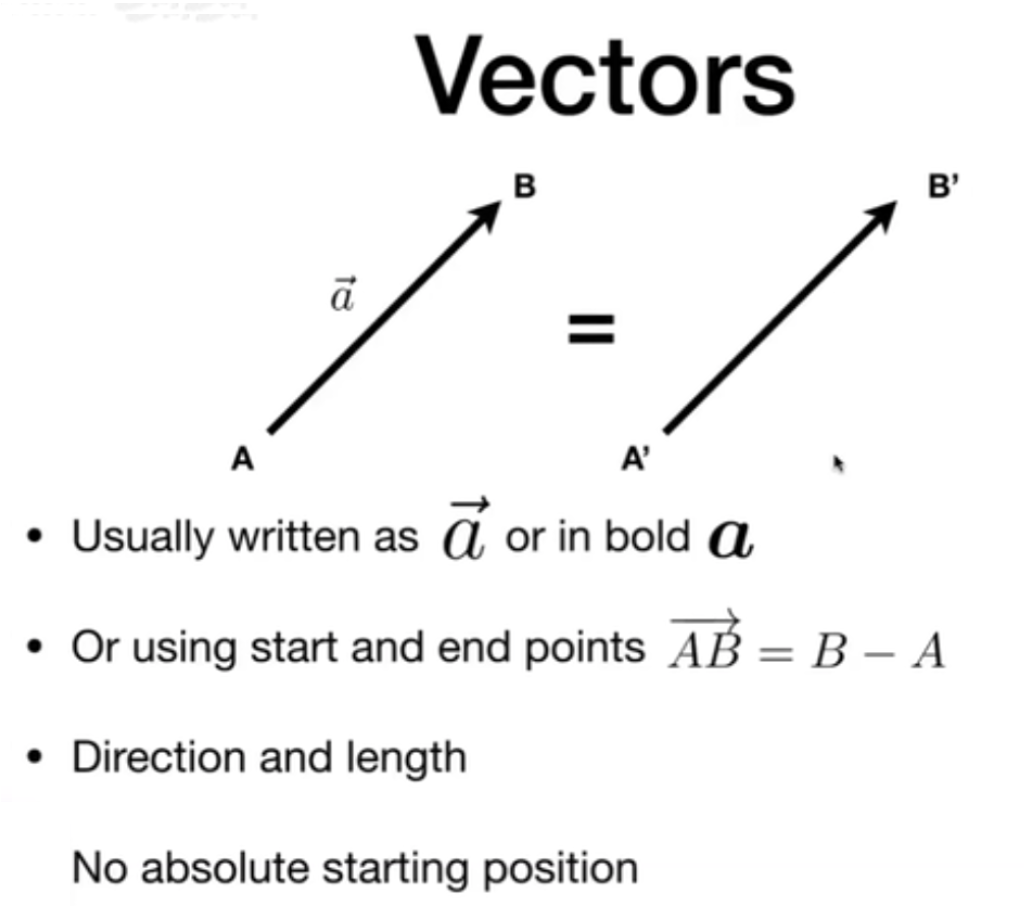 Vectors
B
B’
a⃗
=
A
A’
• Usually written as a⃗ or in bold 𝒂
• Or using start and end points A⃗B⃗ = B − A
• Direction and length
No absolute starting position